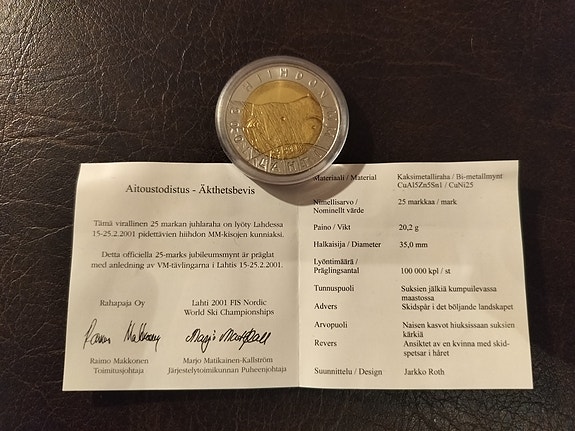 HIIHDON MM
Aitoustodistus - Äkthetsbevis
Tämä virallinen 25 markan juhlaraha on lyöty Lahdessa
15-25.2.2001 pidettävien hiihdon MM-kisojen kunniaksi.
Detta officiella 25-marks jubileumsmynt är präglat
med anledning av VM-tävlingarna i Lahtis 15-25.2.2001.
Rahapaja Oy
Raimo Makkonen
Toimitusjohtaja
Lahti 2001 FIS Nordic
World Ski Championships
Marjo Matikainen-Kallström
Järjestelytoimikunnan Puheenjohtaja
Materiaali / Material Kaksimetalliraha / Bi-metallmynt
CuAl5Zn5Sn1 / CuNi25
Nimellisarvo / 25 markkaa / mark
Nominellt värde
Paino / Vikt 20,2 g
Halkaisija / Diameter 35,0 mm
Lyöntimäärä /
Präglingsantal 100 000 kpl / st
Tunnuspuoli Suksien jälkiä kumpuilevassa
maastossa
Advers Skidspår i det böljande landskapet
Arvopuoli Naisen kasvot hiuksissaan suksien
kärkiä
Revers Ansiktet av en kvinna med skid-
spetsar i håret
Suunnittelu / Design Jarkko Roth